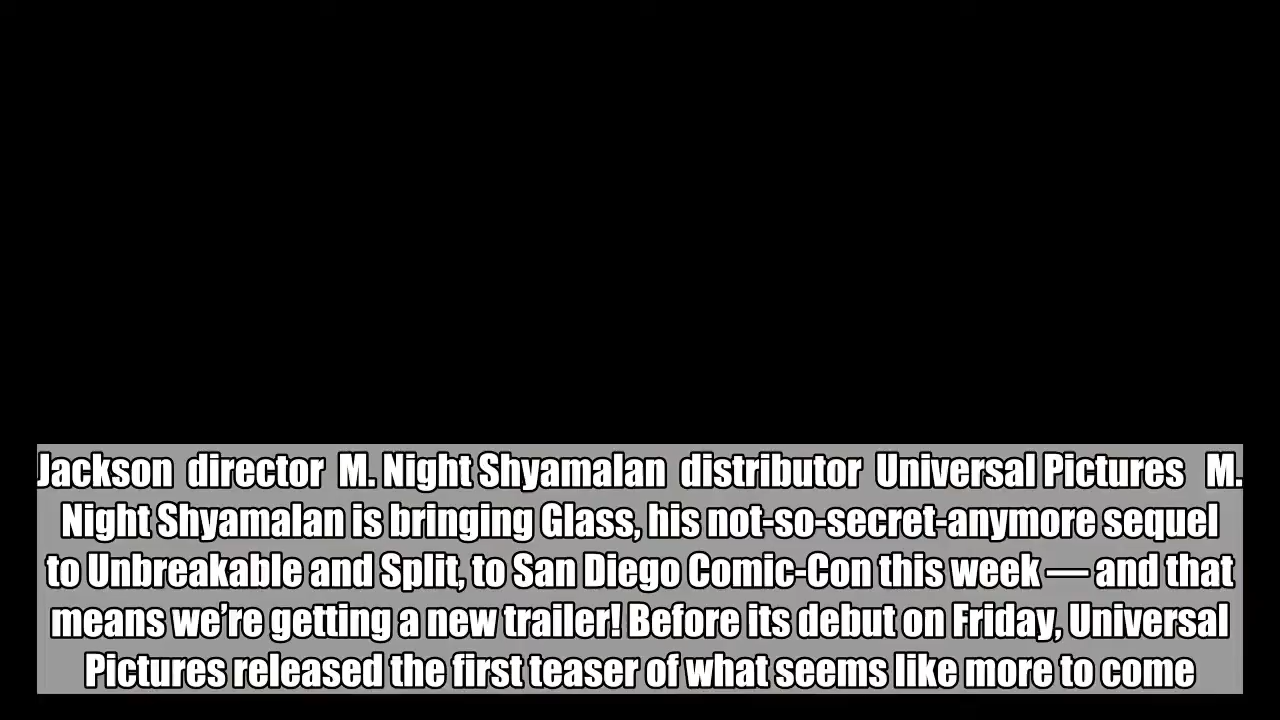 Jackson  director  M. Night Shyamalan  distributor  Universal Pictures   M.
Night Shyamalan is bringing Glass, his not-so-secret-anymore sequel
to Unbreakable and Split, to San Diego Comic-Con this week — and that
means we’re getting a new trailer! Before its debut on Friday, Universal
Pictures released the first teaser of what seems like more to come